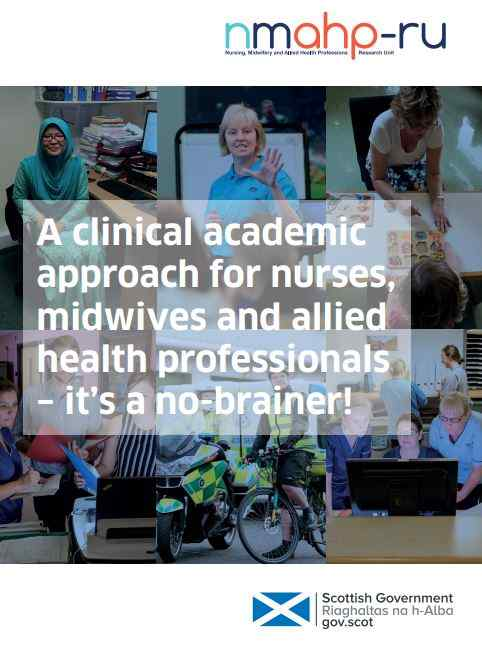 nmahp-ru
Nursing, Midwifery and Allied Health Professions Research Unit
A clinical academic
approach for nurses,
midwives and allied
health professionals
– it's a no-brainer!
Scottish Government
Riaghaltas na h-Alba
gov.scot